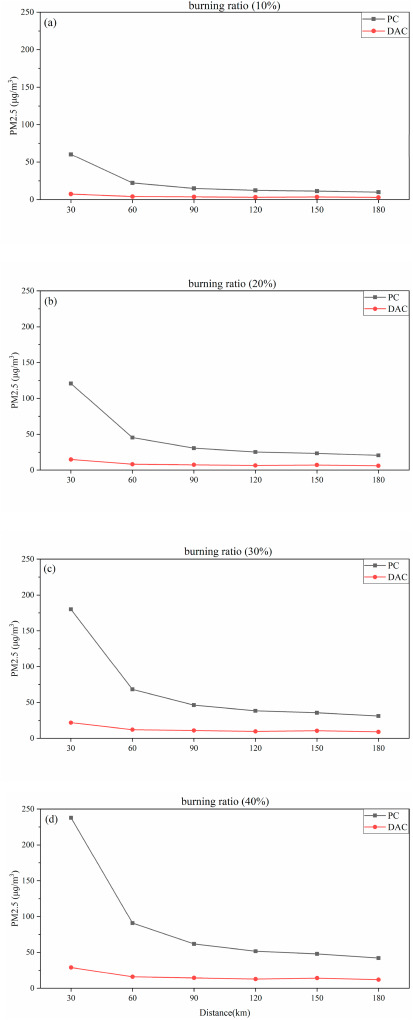 burning ratio (10%)
(a)
PC
DAC
PM2.5 (μg/m³)
250
200
150
100
50
0
30 60 90 120 150 180
burning ratio (20%)
(b)
PC
DAC
PM2.5 (μg/m³)
250
200
150
100
50
0
30 60 90 120 150 180
burning ratio (30%)
(c)
PC
DAC
PM2.5 (μg/m³)
250
200
150
100
50
0
30 60 90 120 150 180
burning ratio (40%)
(d)
PC
DAC
PM2.5 (μg/m³)
250
200
150
100
50
0
30 60 90 120 150 180
Distance(km)